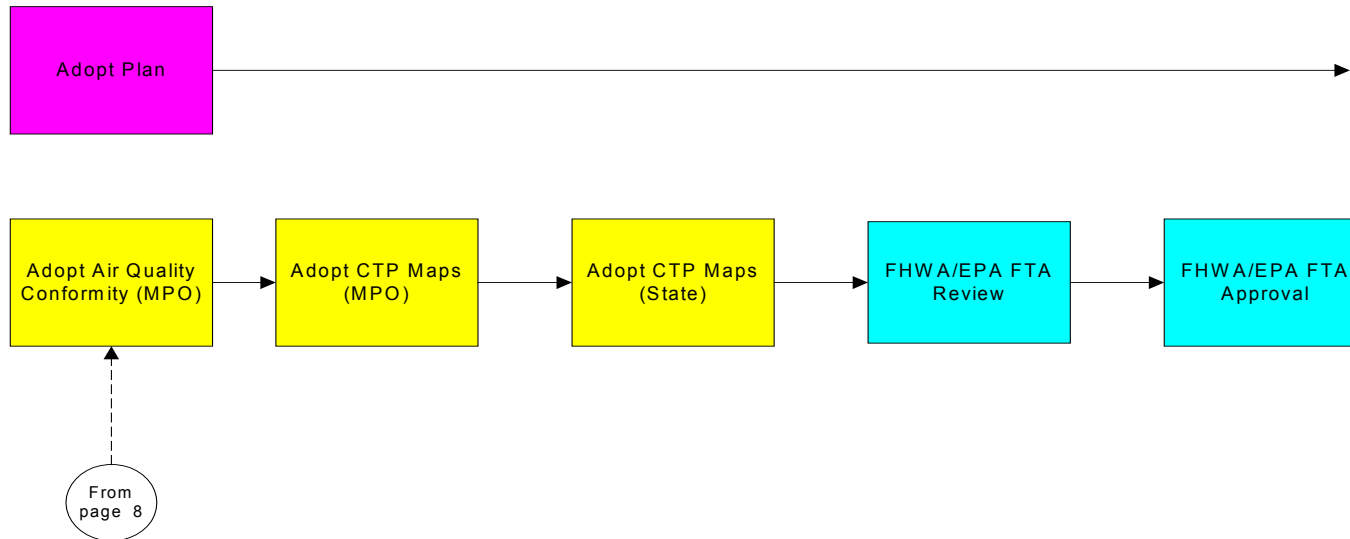 Adopt Plan
Adopt Air Quality
Conformity (MPO)
Adopt CTP Maps
(MPO)
Adopt CTP Maps
(State)
FHWA/EPA FTA
Review
FHWA/EPA FTA
Approval
From
page 8